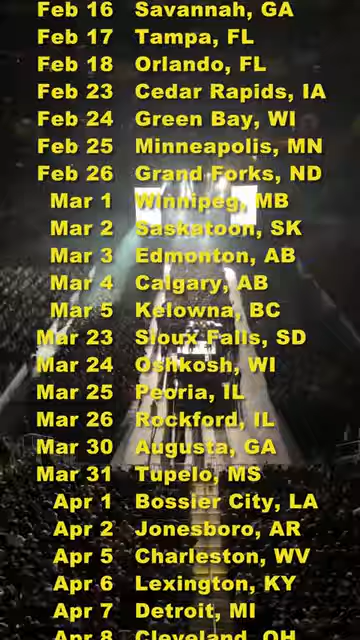 Feb 16 Savannah, GA
Feb 17 Tampa, FL
Feb 18 Orlando, FL
Feb 23 Cedar Rapids, IA
Feb 24 Green Bay, WI
Feb 25 Minneapolis, MN
Feb 26 Grand Forks, ND
Mar 1 Winnipeg, MB
Mar 2 Saskatoon, SK
Mar 3 Edmonton, AB
Mar 4 Calgary, AB
Mar 5 Kelowna, BC
Mar 23 Sioux Falls, SD
Mar 24 Oshkosh, WI
Mar 25 Peoria, IL
Mar 26 Rockford, IL
Mar 30 Augusta, GA
Mar 31 Tupelo, MS
Apr 1 Bossier City, LA
Apr 2 Jonesboro, AR
Apr 5 Charleston, WV
Apr 6 Lexington, KY
Apr 7 Detroit, MI
Apr 8 Cleveland, OH